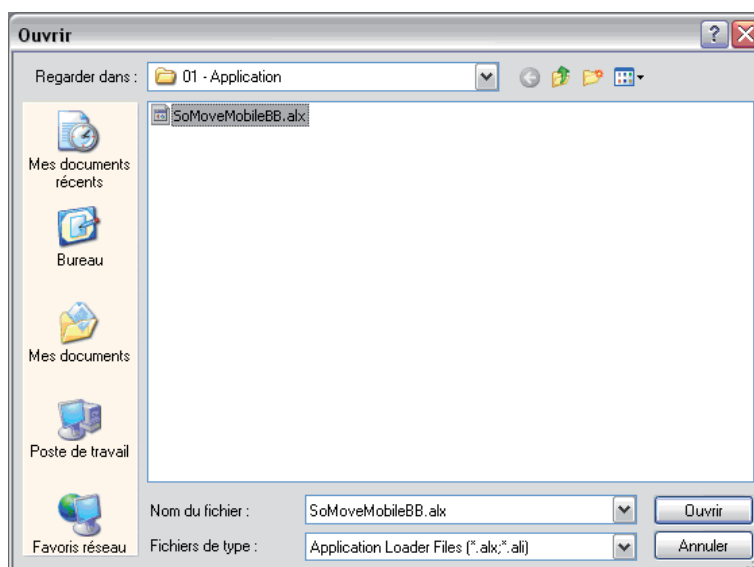 Ouvrir
Regarder dans :
01 - Application
SoMoveMobileBB.alx
Mes documents
récents
Bureau
Mes documents
Poste de travail
Favoris réseau
Nom du fichier :
SoMoveMobileBB.alx
Ouvrir
Fichiers de type :
Application Loader Files (*.alx;*.ali)
Annuler